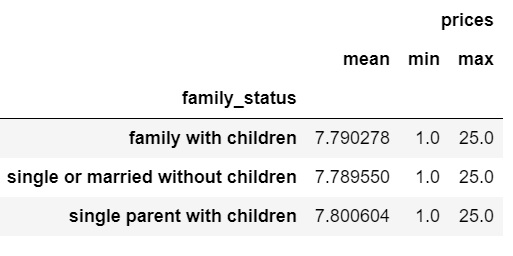 prices
mean min max
family_status
family with children 7.790278 1.0 25.0
single or married without children 7.789550 1.0 25.0
single parent with children 7.800604 1.0 25.0